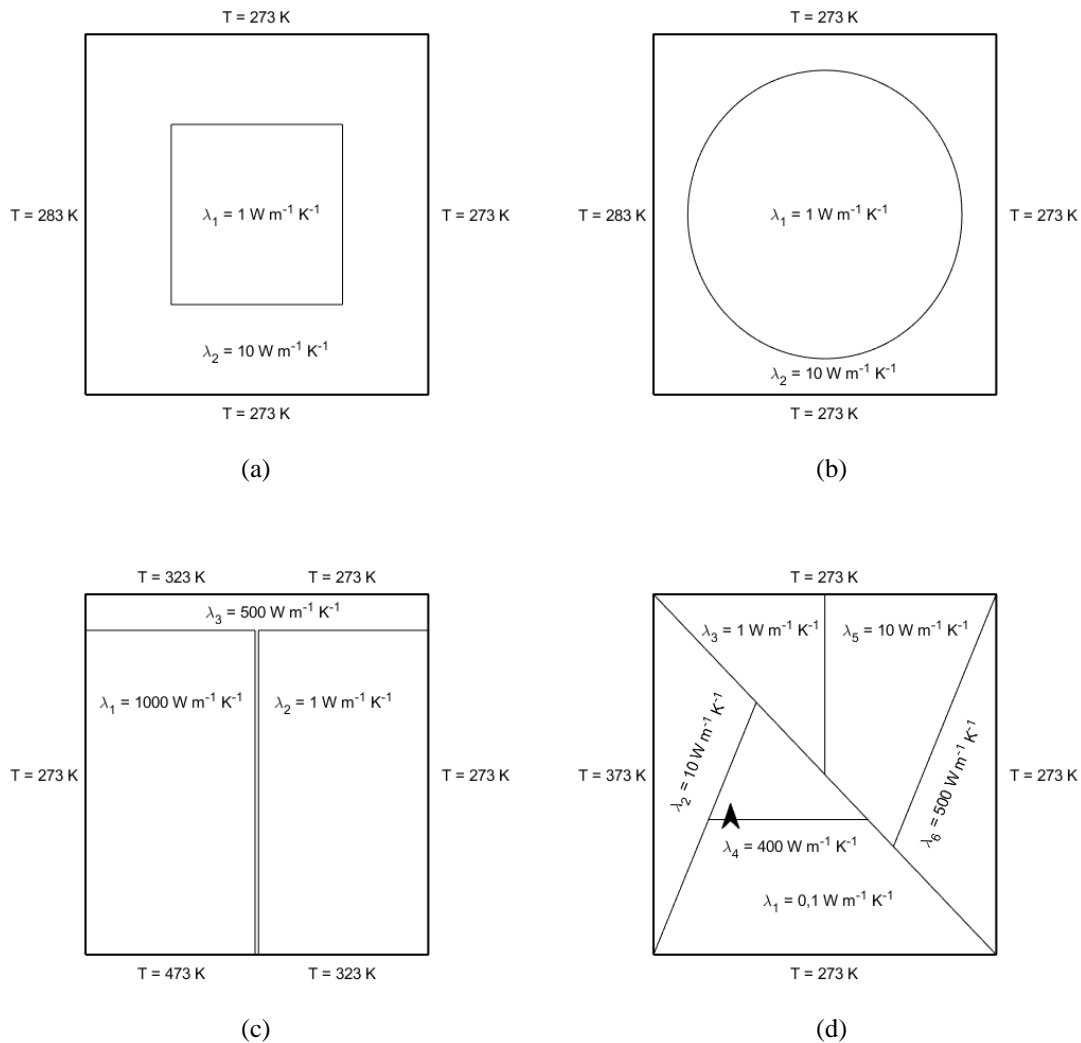 T = 273 K T = 273 K
T = 283 K λ₁ = 1 W m⁻¹ K⁻¹ T = 273 K T = 283 K λ₁ = 1 W m⁻¹ K⁻¹ T = 273 K
λ₂ = 10 W m⁻¹ K⁻¹ λ₂ = 10 W m⁻¹ K⁻¹
T = 273 K T = 273 K
(a) (b)
T = 323 K T = 273 K T = 273 K
λ₃ = 500 W m⁻¹ K⁻¹
λ₃ = 1 W m⁻¹ K⁻¹ λ₅ = 10 W m⁻¹ K⁻¹
λ₁ = 1000 W m⁻¹ K⁻¹ λ₂ = 1 W m⁻¹ K⁻¹
λ₂ = 10 W m⁻¹ K⁻¹
T = 273 K T = 273 K T = 373 K T = 273 K
λ₆ = 500 W m⁻¹ K⁻¹
λ₄ = 400 W m⁻¹ K⁻¹
λ₁ = 0,1 W m⁻¹ K⁻¹
T = 473 K T = 323 K T = 273 K
(c) (d)